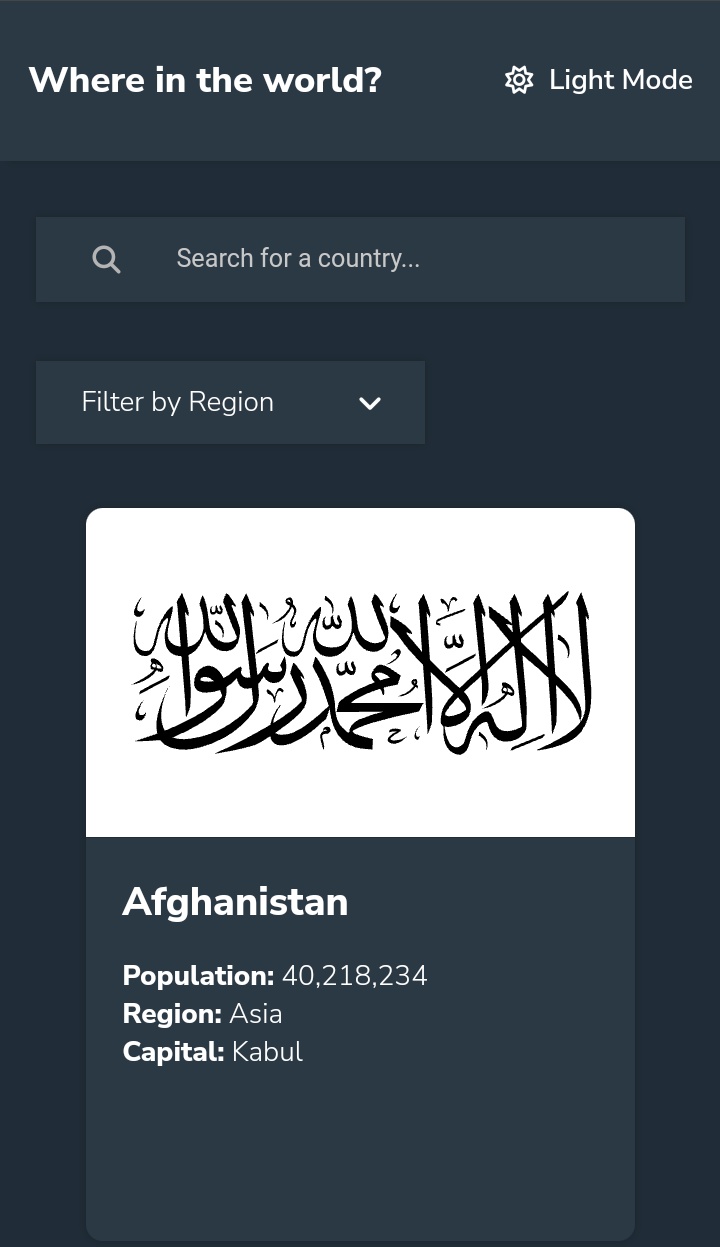 Where in the world?
Light Mode
Search for a country...
Filter by Region
لا إله إلا الله محمد رسول الله
Afghanistan
Population: 40,218,234
Region: Asia
Capital: Kabul